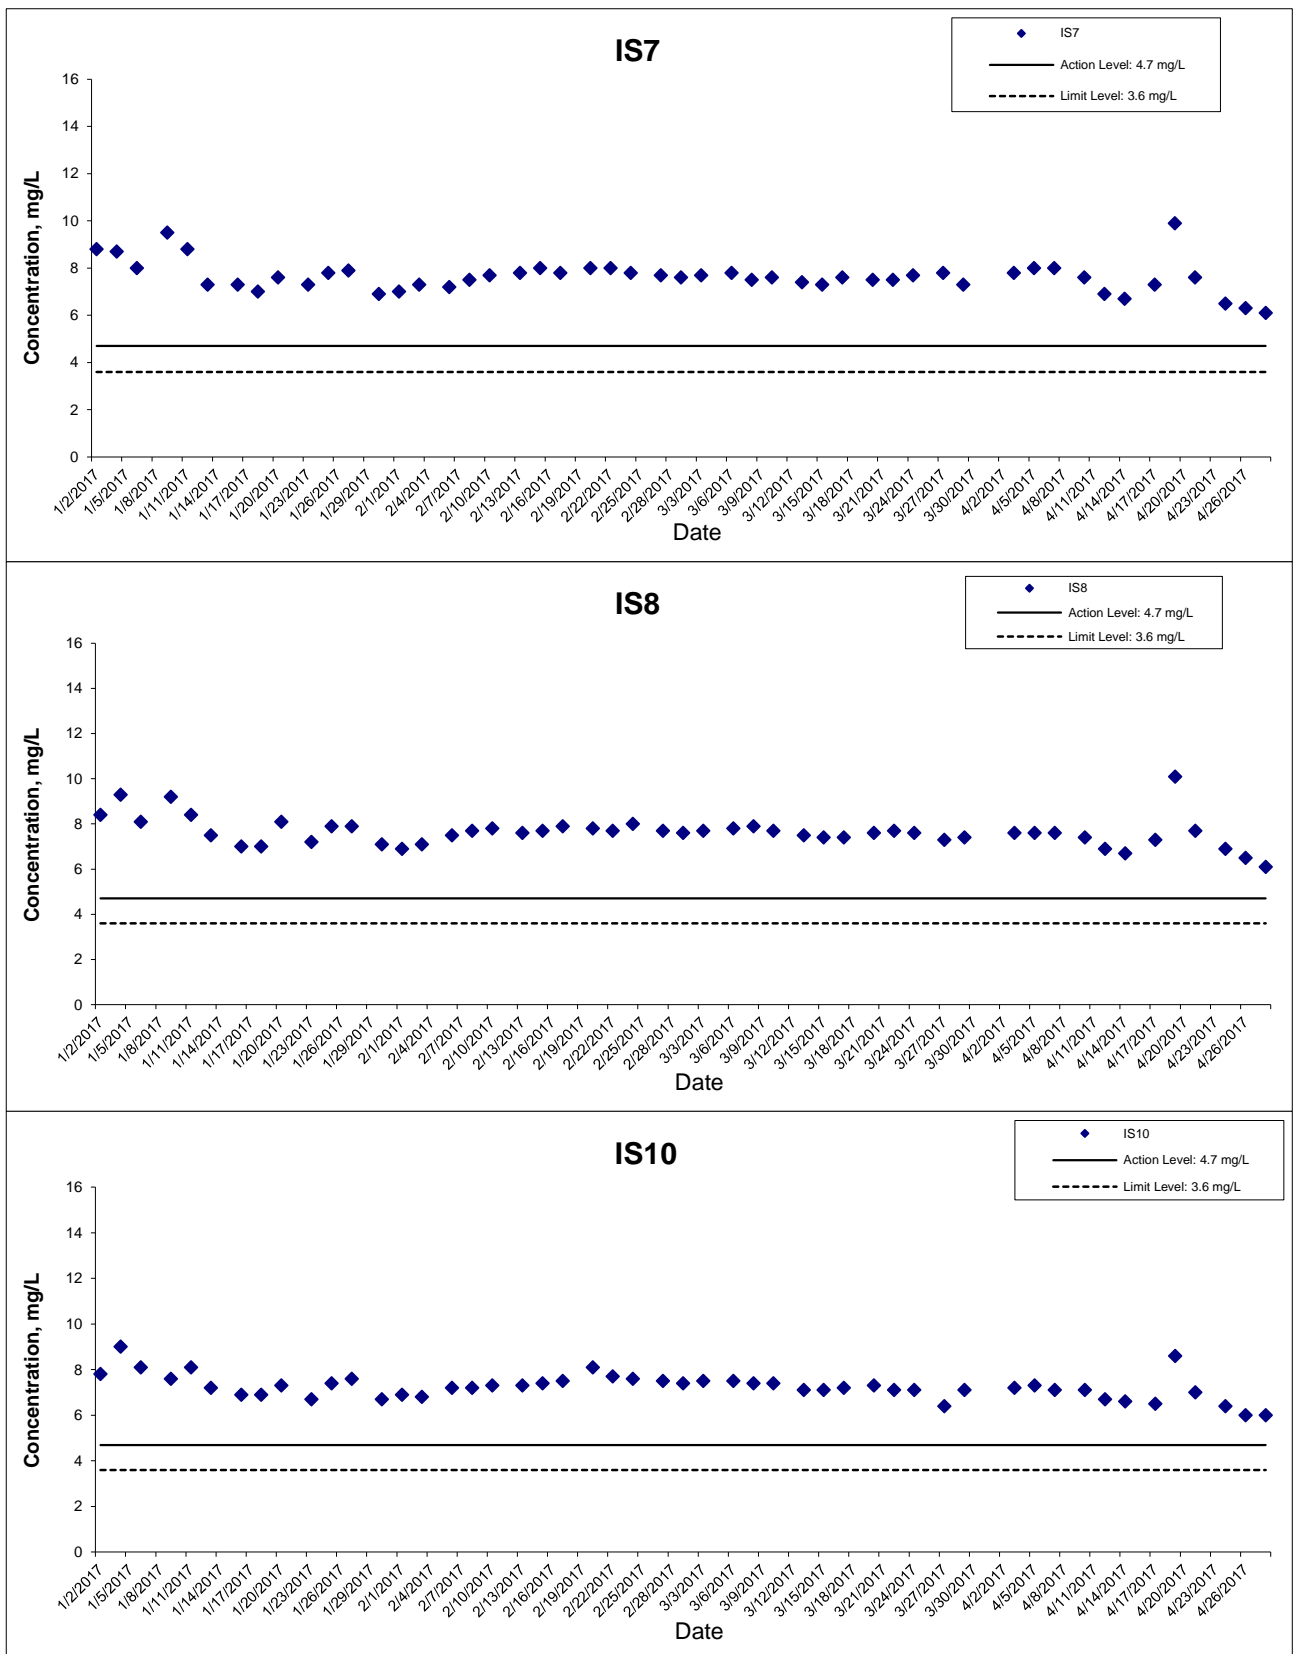 IS7
IS7
Action Level: 4.7 mg/L
Limit Level: 3.6 mg/L
Concentration, mg/L
16
14
12
10
8
6
4
2
0
1/2/2017 1/5/2017 1/8/2017 1/11/2017 1/14/2017 1/17/2017 1/20/2017 1/23/2017 1/26/2017 1/29/2017 2/1/2017 2/4/2017 2/7/2017 2/10/2017 2/13/2017 2/16/2017 2/19/2017 2/22/2017 2/25/2017 2/28/2017 3/3/2017 3/6/2017 3/9/2017 3/12/2017 3/15/2017 3/18/2017 3/21/2017 3/24/2017 3/27/2017 3/30/2017 4/2/2017 4/5/2017 4/8/2017 4/11/2017 4/14/2017 4/17/2017 4/20/2017 4/23/2017 4/26/2017
Date
IS8
IS8
Action Level: 4.7 mg/L
Limit Level: 3.6 mg/L
Concentration, mg/L
16
14
12
10
8
6
4
2
0
1/2/2017 1/5/2017 1/8/2017 1/11/2017 1/14/2017 1/17/2017 1/20/2017 1/23/2017 1/26/2017 1/29/2017 2/1/2017 2/4/2017 2/7/2017 2/10/2017 2/13/2017 2/16/2017 2/19/2017 2/22/2017 2/25/2017 2/28/2017 3/3/2017 3/6/2017 3/9/2017 3/12/2017 3/15/2017 3/18/2017 3/21/2017 3/24/2017 3/27/2017 3/30/2017 4/2/2017 4/5/2017 4/8/2017 4/11/2017 4/14/2017 4/17/2017 4/20/2017 4/23/2017 4/26/2017
Date
IS10
IS10
Action Level: 4.7 mg/L
Limit Level: 3.6 mg/L
Concentration, mg/L
16
14
12
10
8
6
4
2
0
1/2/2017 1/5/2017 1/8/2017 1/11/2017 1/14/2017 1/17/2017 1/20/2017 1/23/2017 1/26/2017 1/29/2017 2/1/2017 2/4/2017 2/7/2017 2/10/2017 2/13/2017 2/16/2017 2/19/2017 2/22/2017 2/25/2017 2/28/2017 3/3/2017 3/6/2017 3/9/2017 3/12/2017 3/15/2017 3/18/2017 3/21/2017 3/24/2017 3/27/2017 3/30/2017 4/2/2017 4/5/2017 4/8/2017 4/11/2017 4/14/2017 4/17/2017 4/20/2017 4/23/2017 4/26/2017
Date